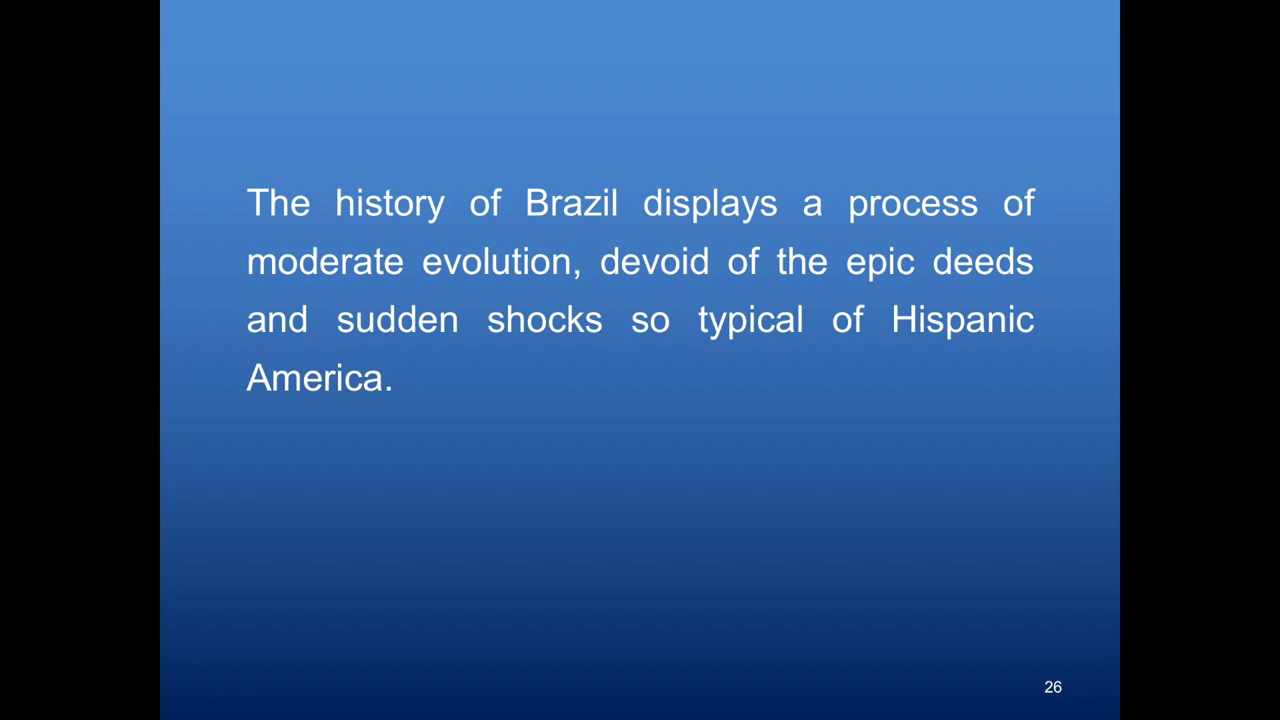 The history of Brazil displays a process of
moderate evolution, devoid of the epic deeds
and sudden shocks so typical of Hispanic
America.
26